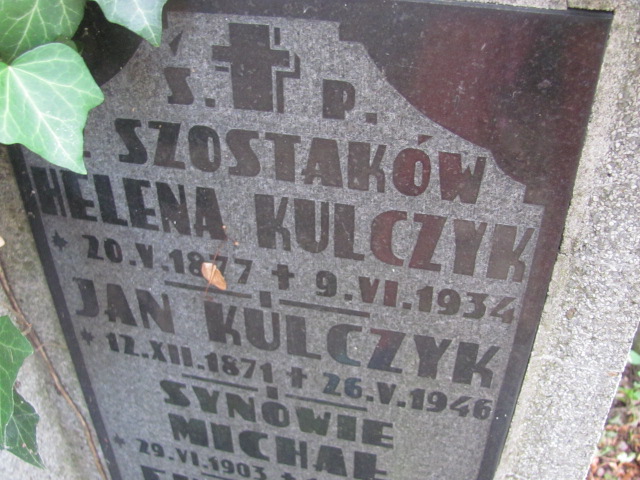 Ś. P.
SZOSTAKÓW
HELENA KULCZYK
* 20.V.1877 + 9.VI.1934
I
JAN KULCZYK
* 12.XII.1871 + 26.V.1946
I
SYNOWIE
MICHAŁ
* 29.VI.1903